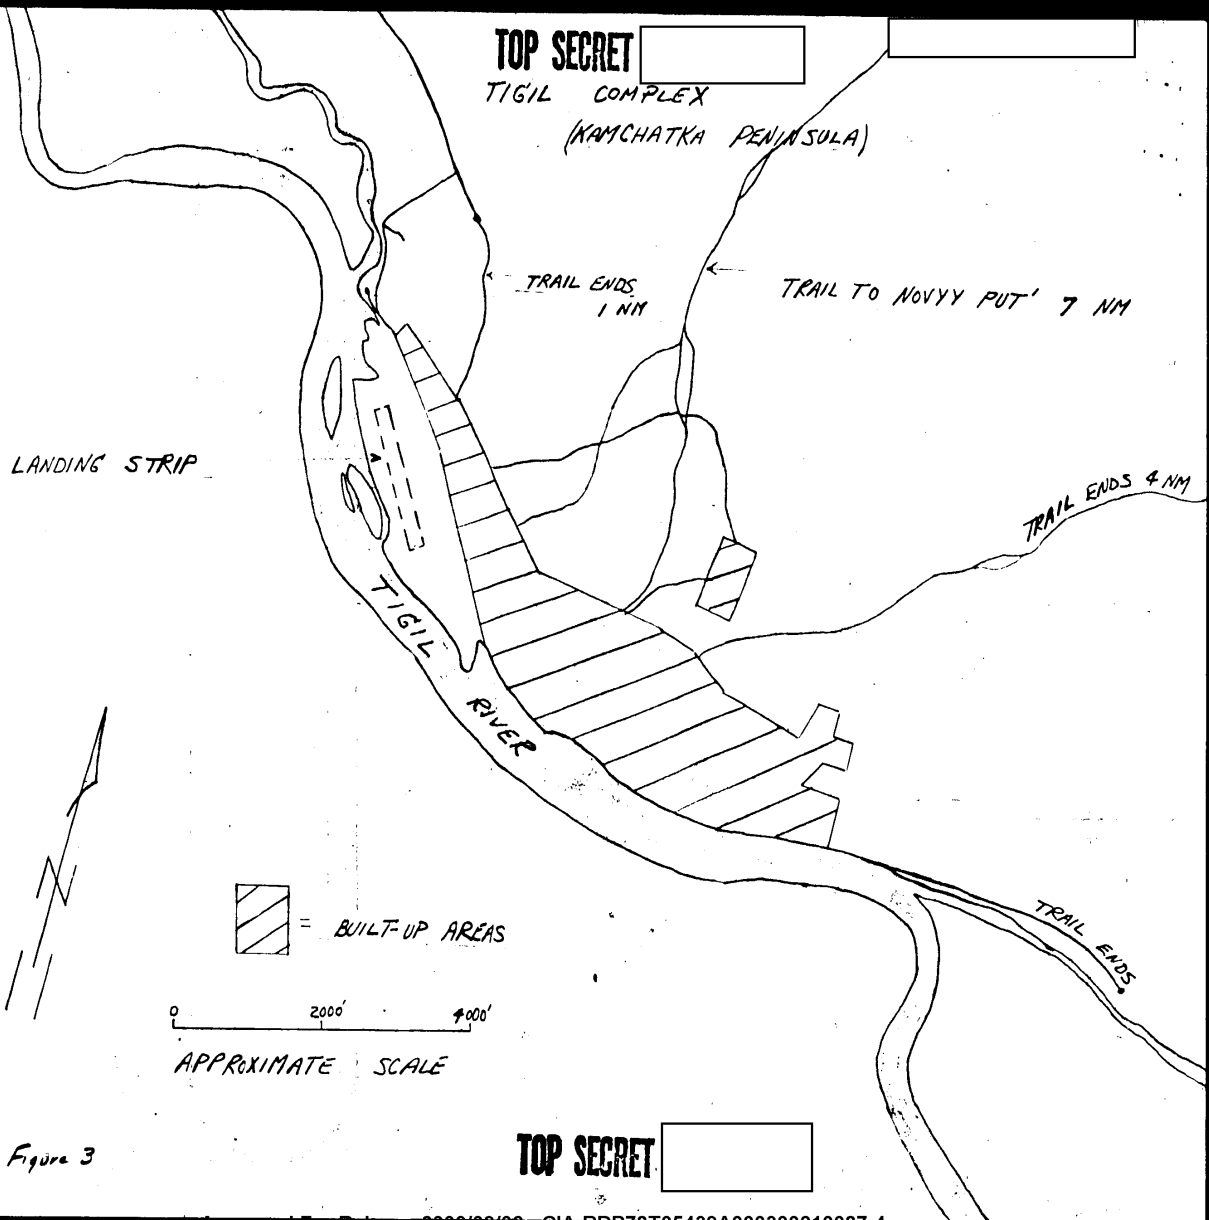 TOP SECRET
TIGIL COMPLEX
(KAMCHATKA PENINSULA)
TRAIL ENDS
1 NM
TRAIL TO NOVYY PUT' 7 NM
LANDING STRIP
TRAIL ENDS 4 NM
TIGIL RIVER
N
= BUILT-UP AREAS
TRAIL ENDS
0 2000' 4000'
APPROXIMATE SCALE
Figure 3
TOP SECRET